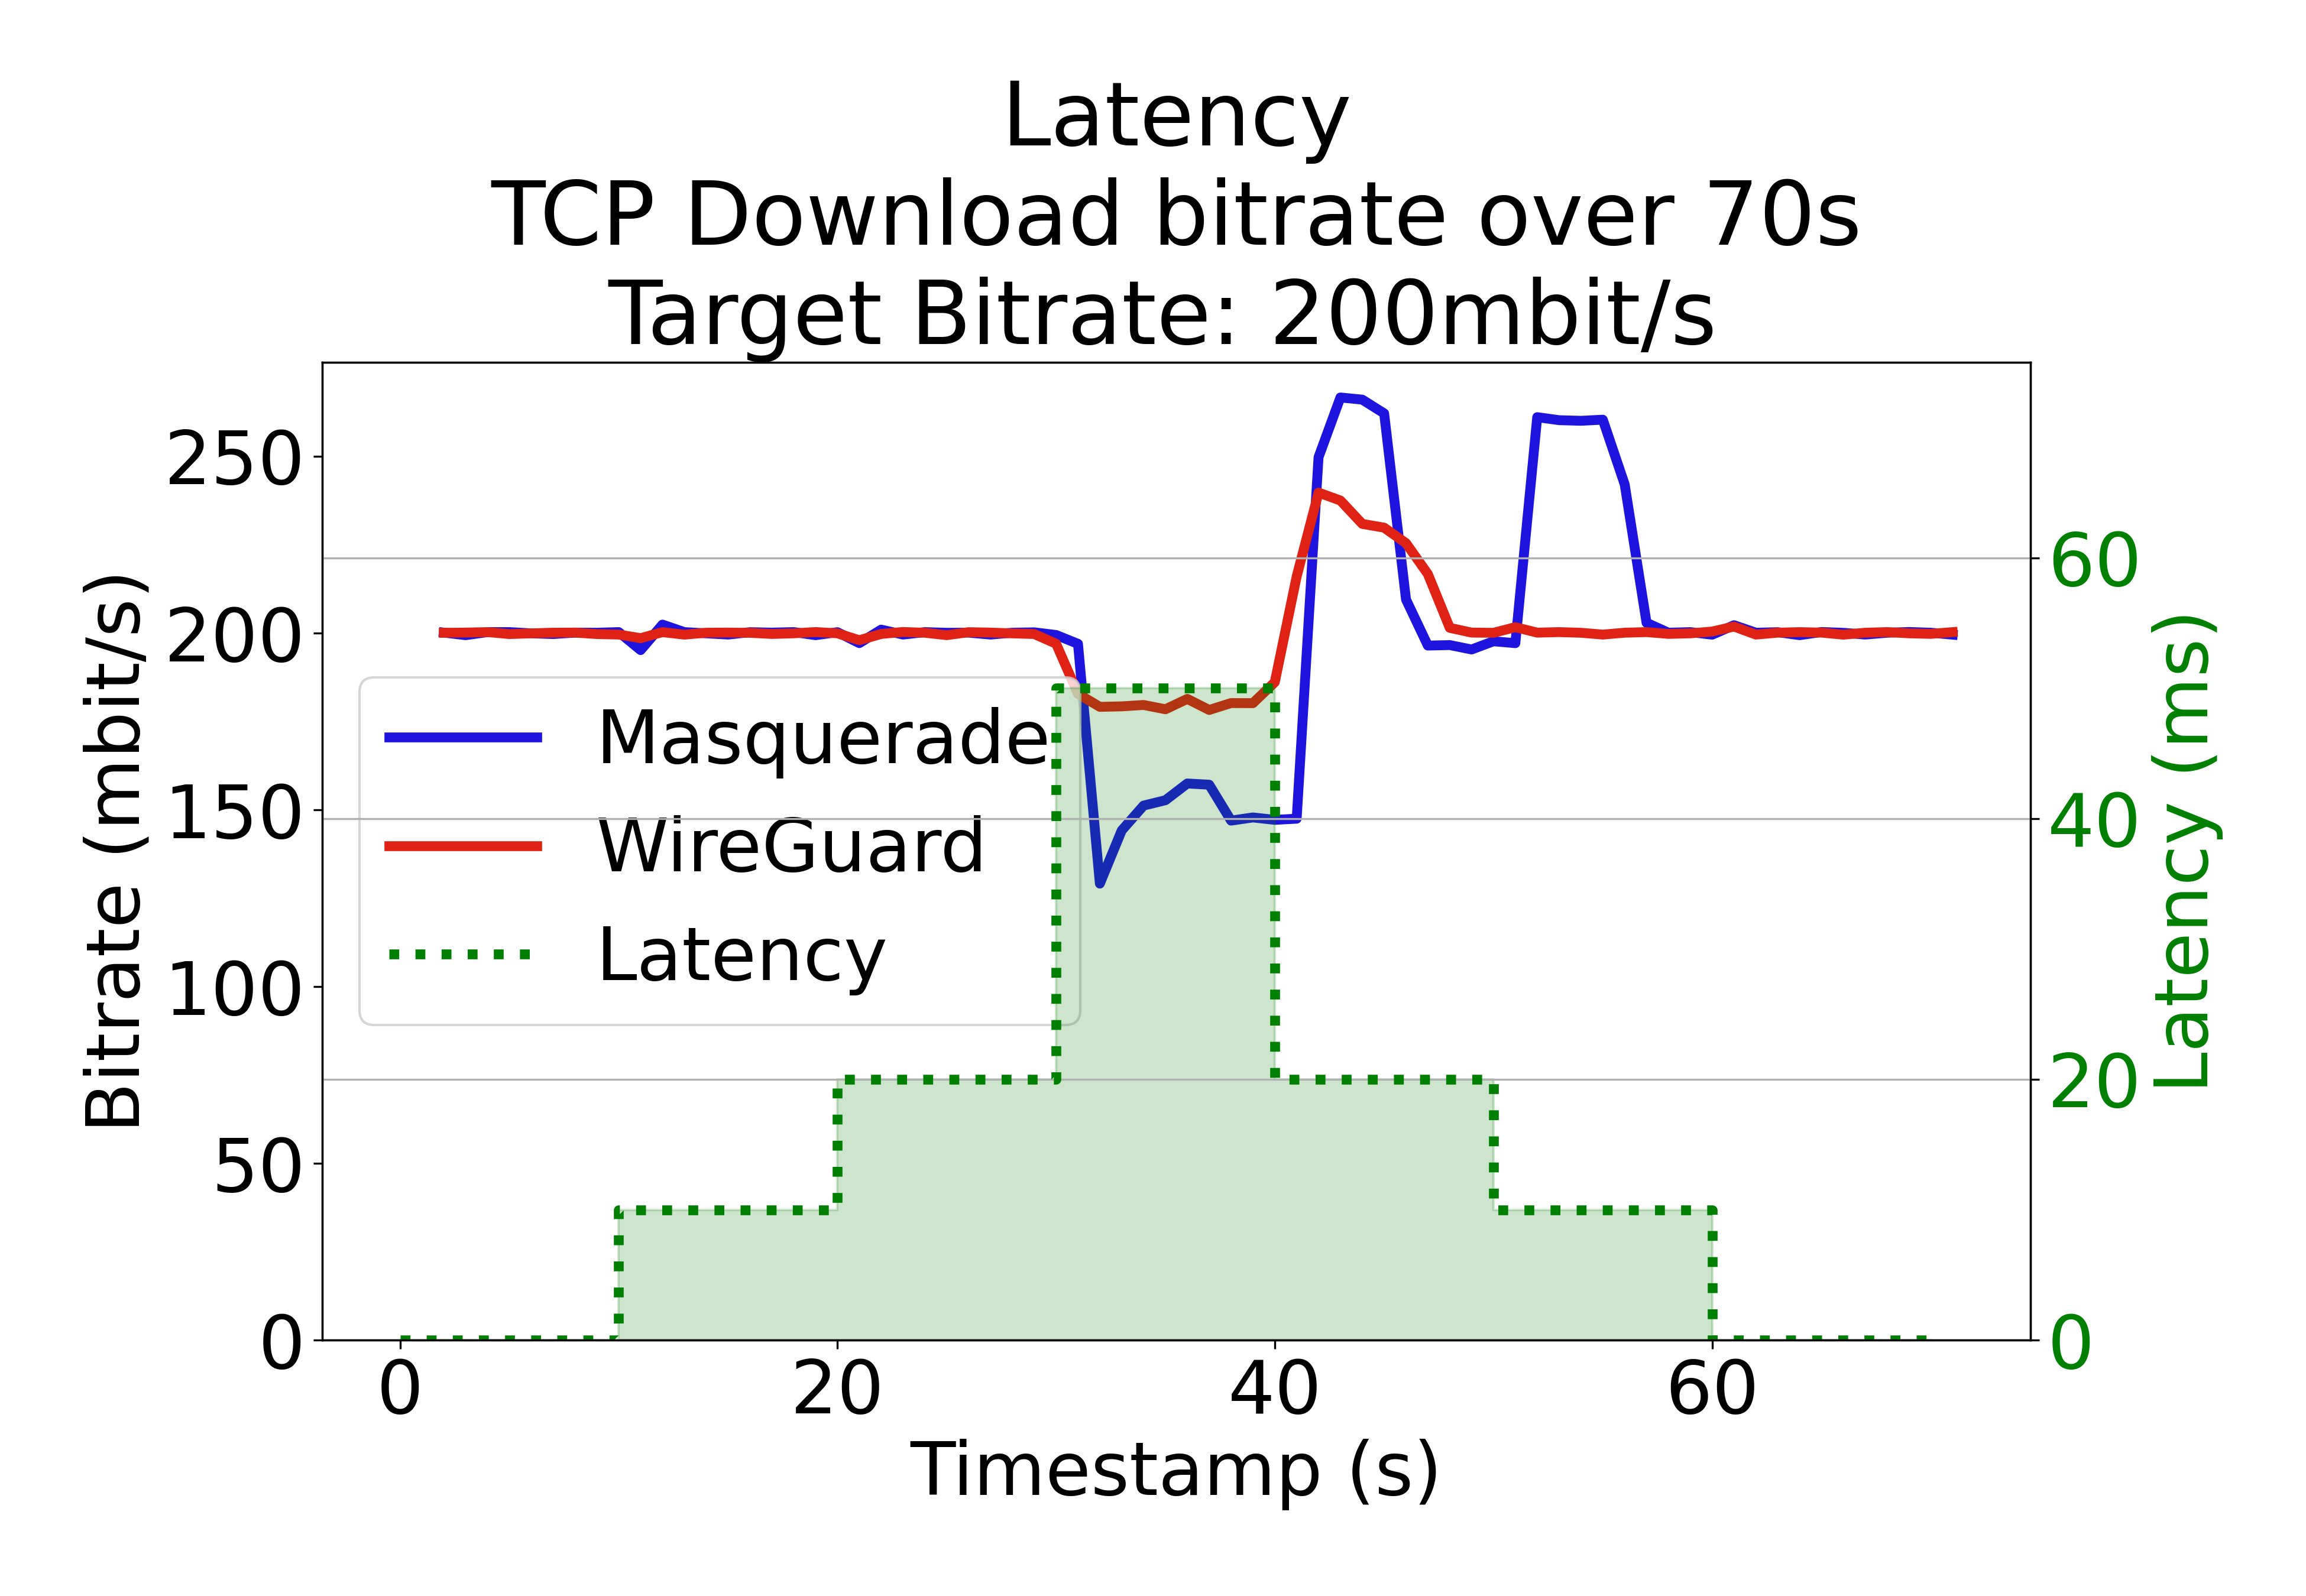 Latency
TCP Download bitrate over 70s
Target Bitrate: 200mbit/s
Bitrate (mbit/s)
250
200
150
100
50
0
Masquerade
WireGuard
Latency
60
40
20
0
Latency (ms)
0 20 40 60
Timestamp (s)